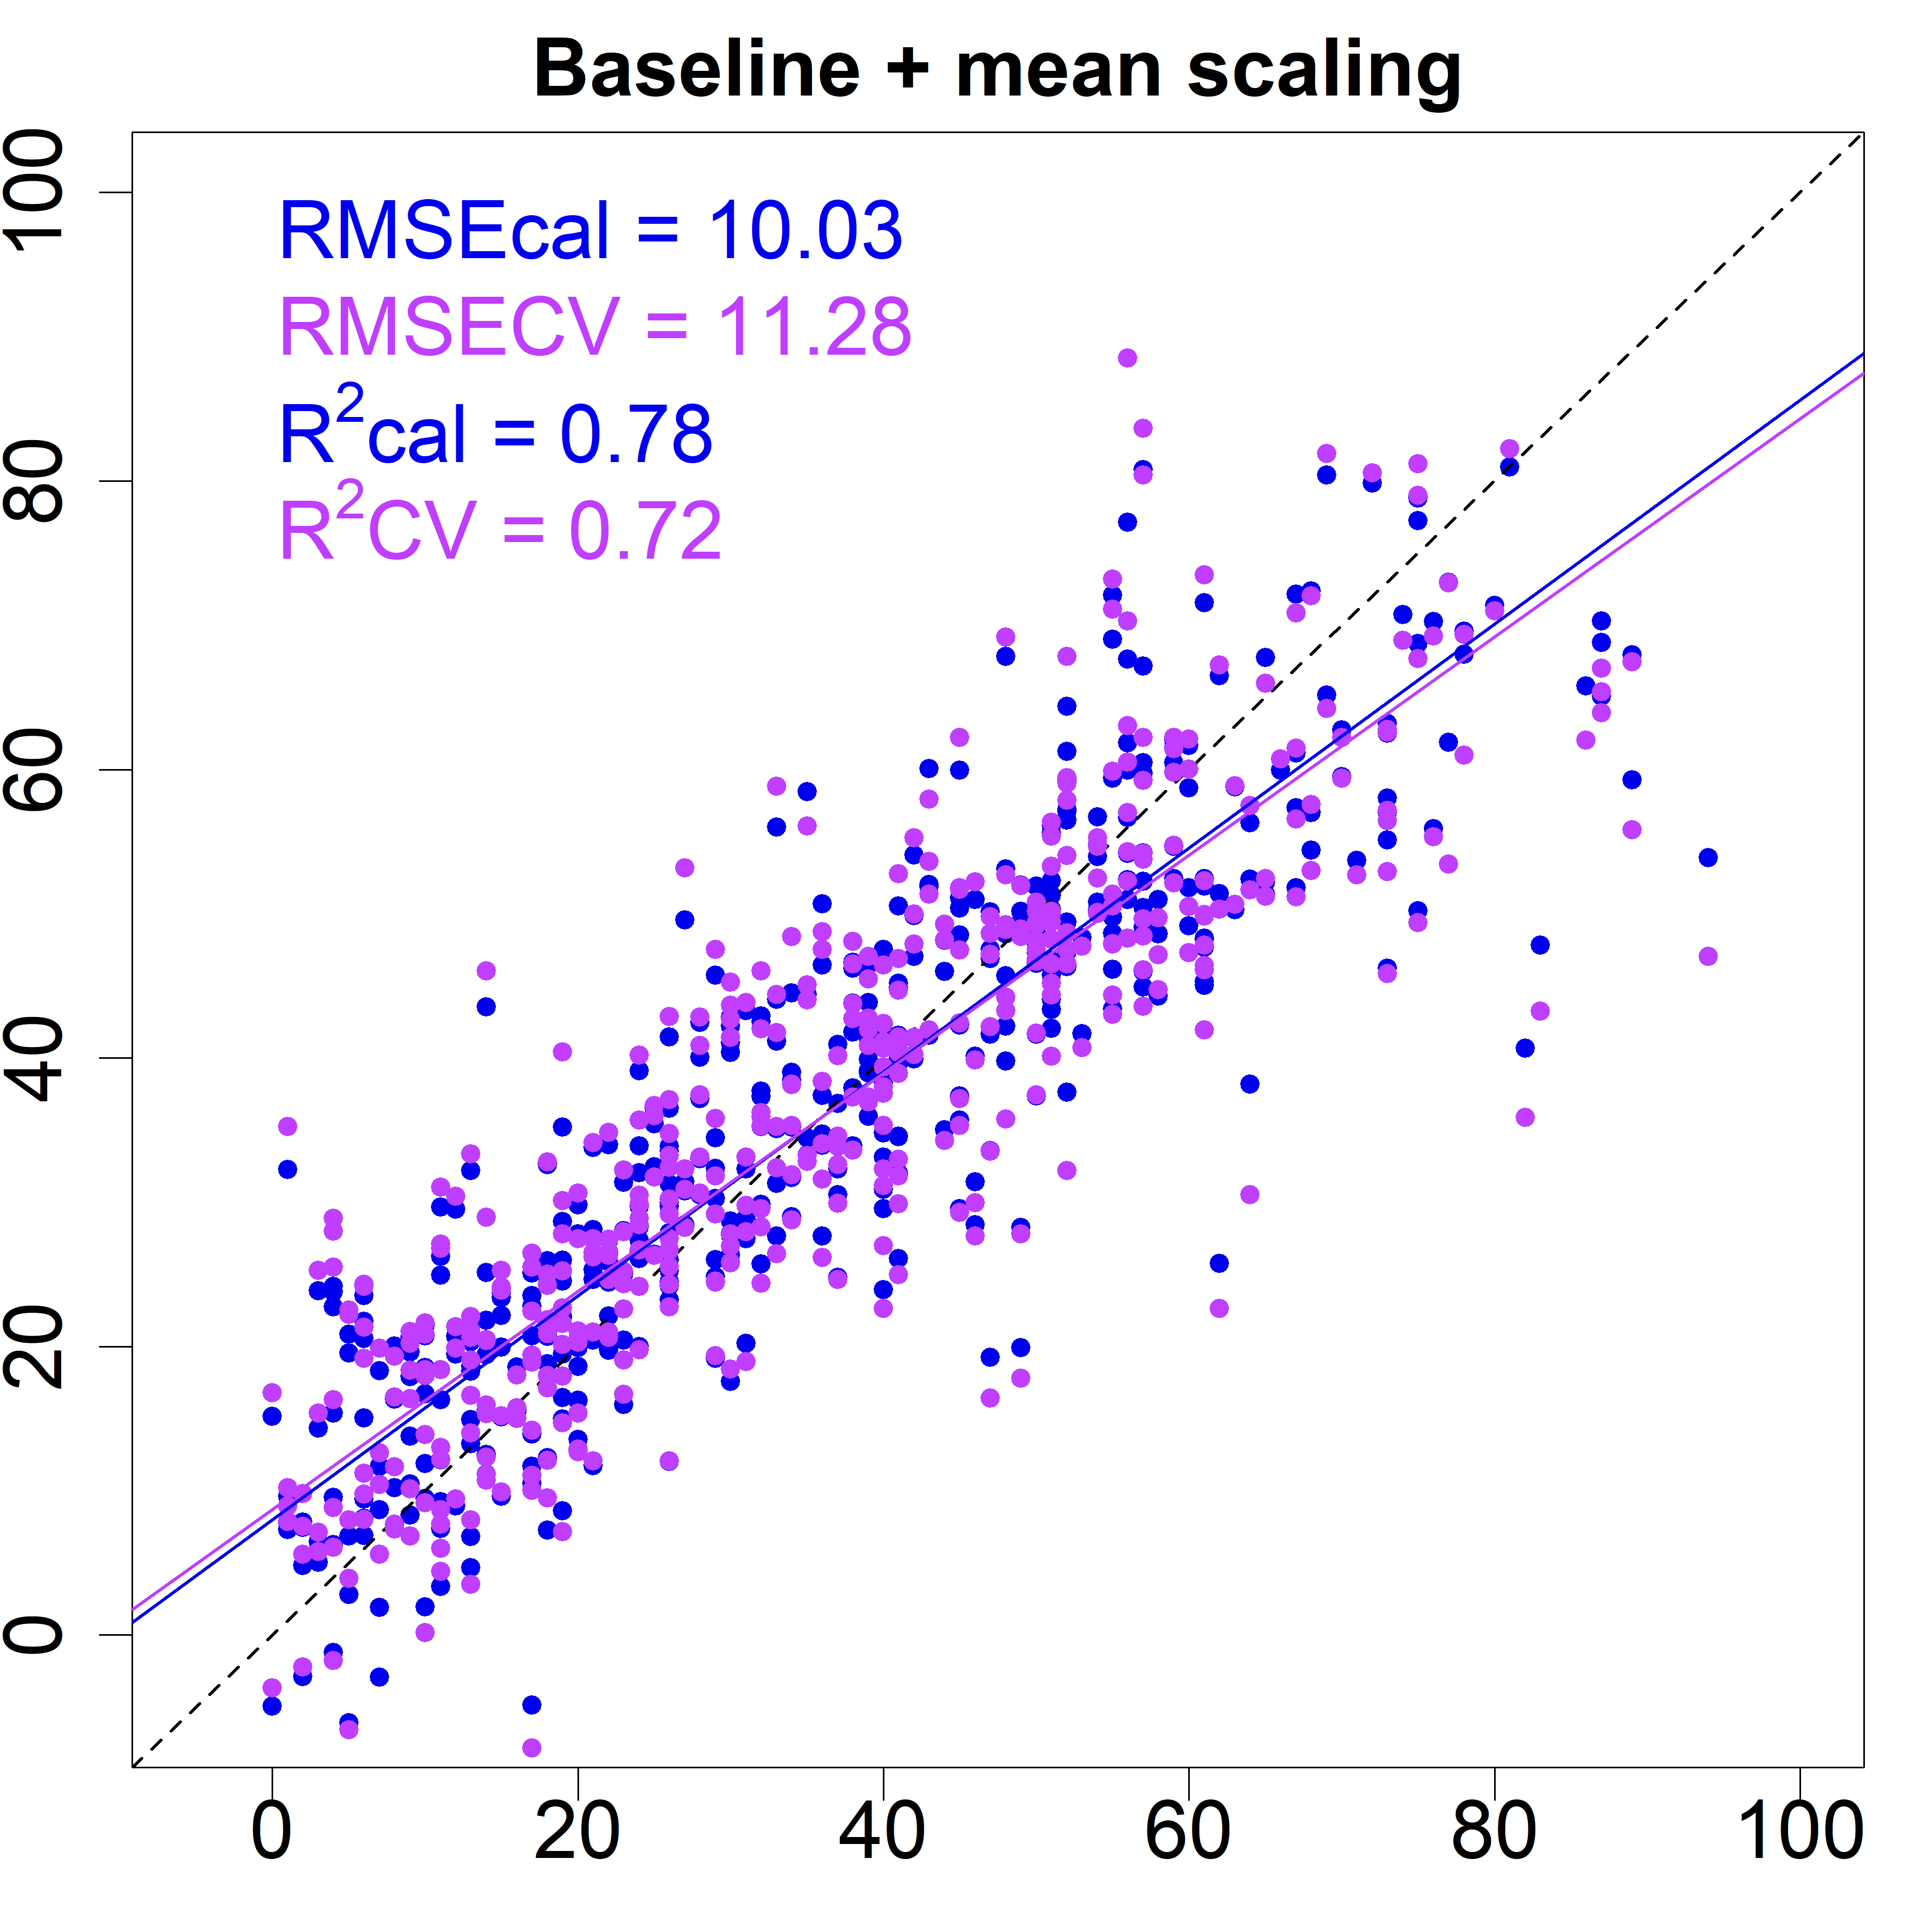 Baseline + mean scaling
RMSEcal = 10.03
RMSECV = 11.28
R²cal = 0.78
R²CV = 0.72
100
80
60
40
20
0
0 20 40 60 80 100